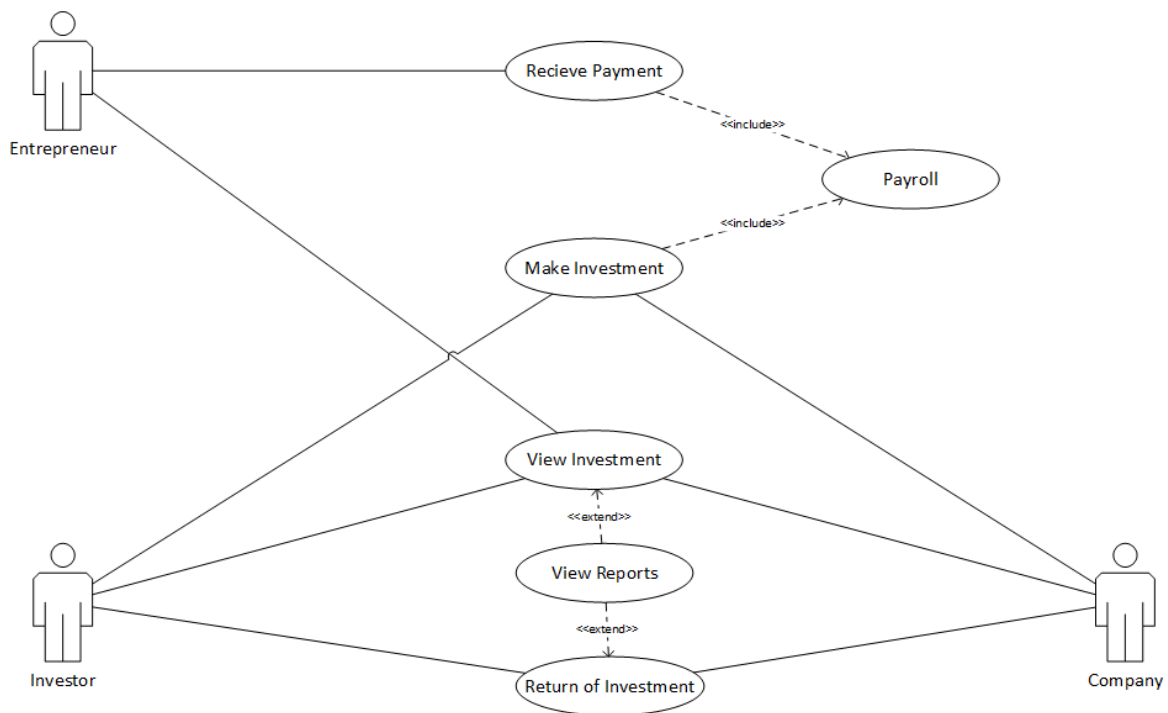 Recieve Payment
Entrepreneur
<<include>>
Payroll
<<include>>
Make Investment
View Investment
<<extend>>
View Reports
<<extend>>
Investor
Return of Investment
Company